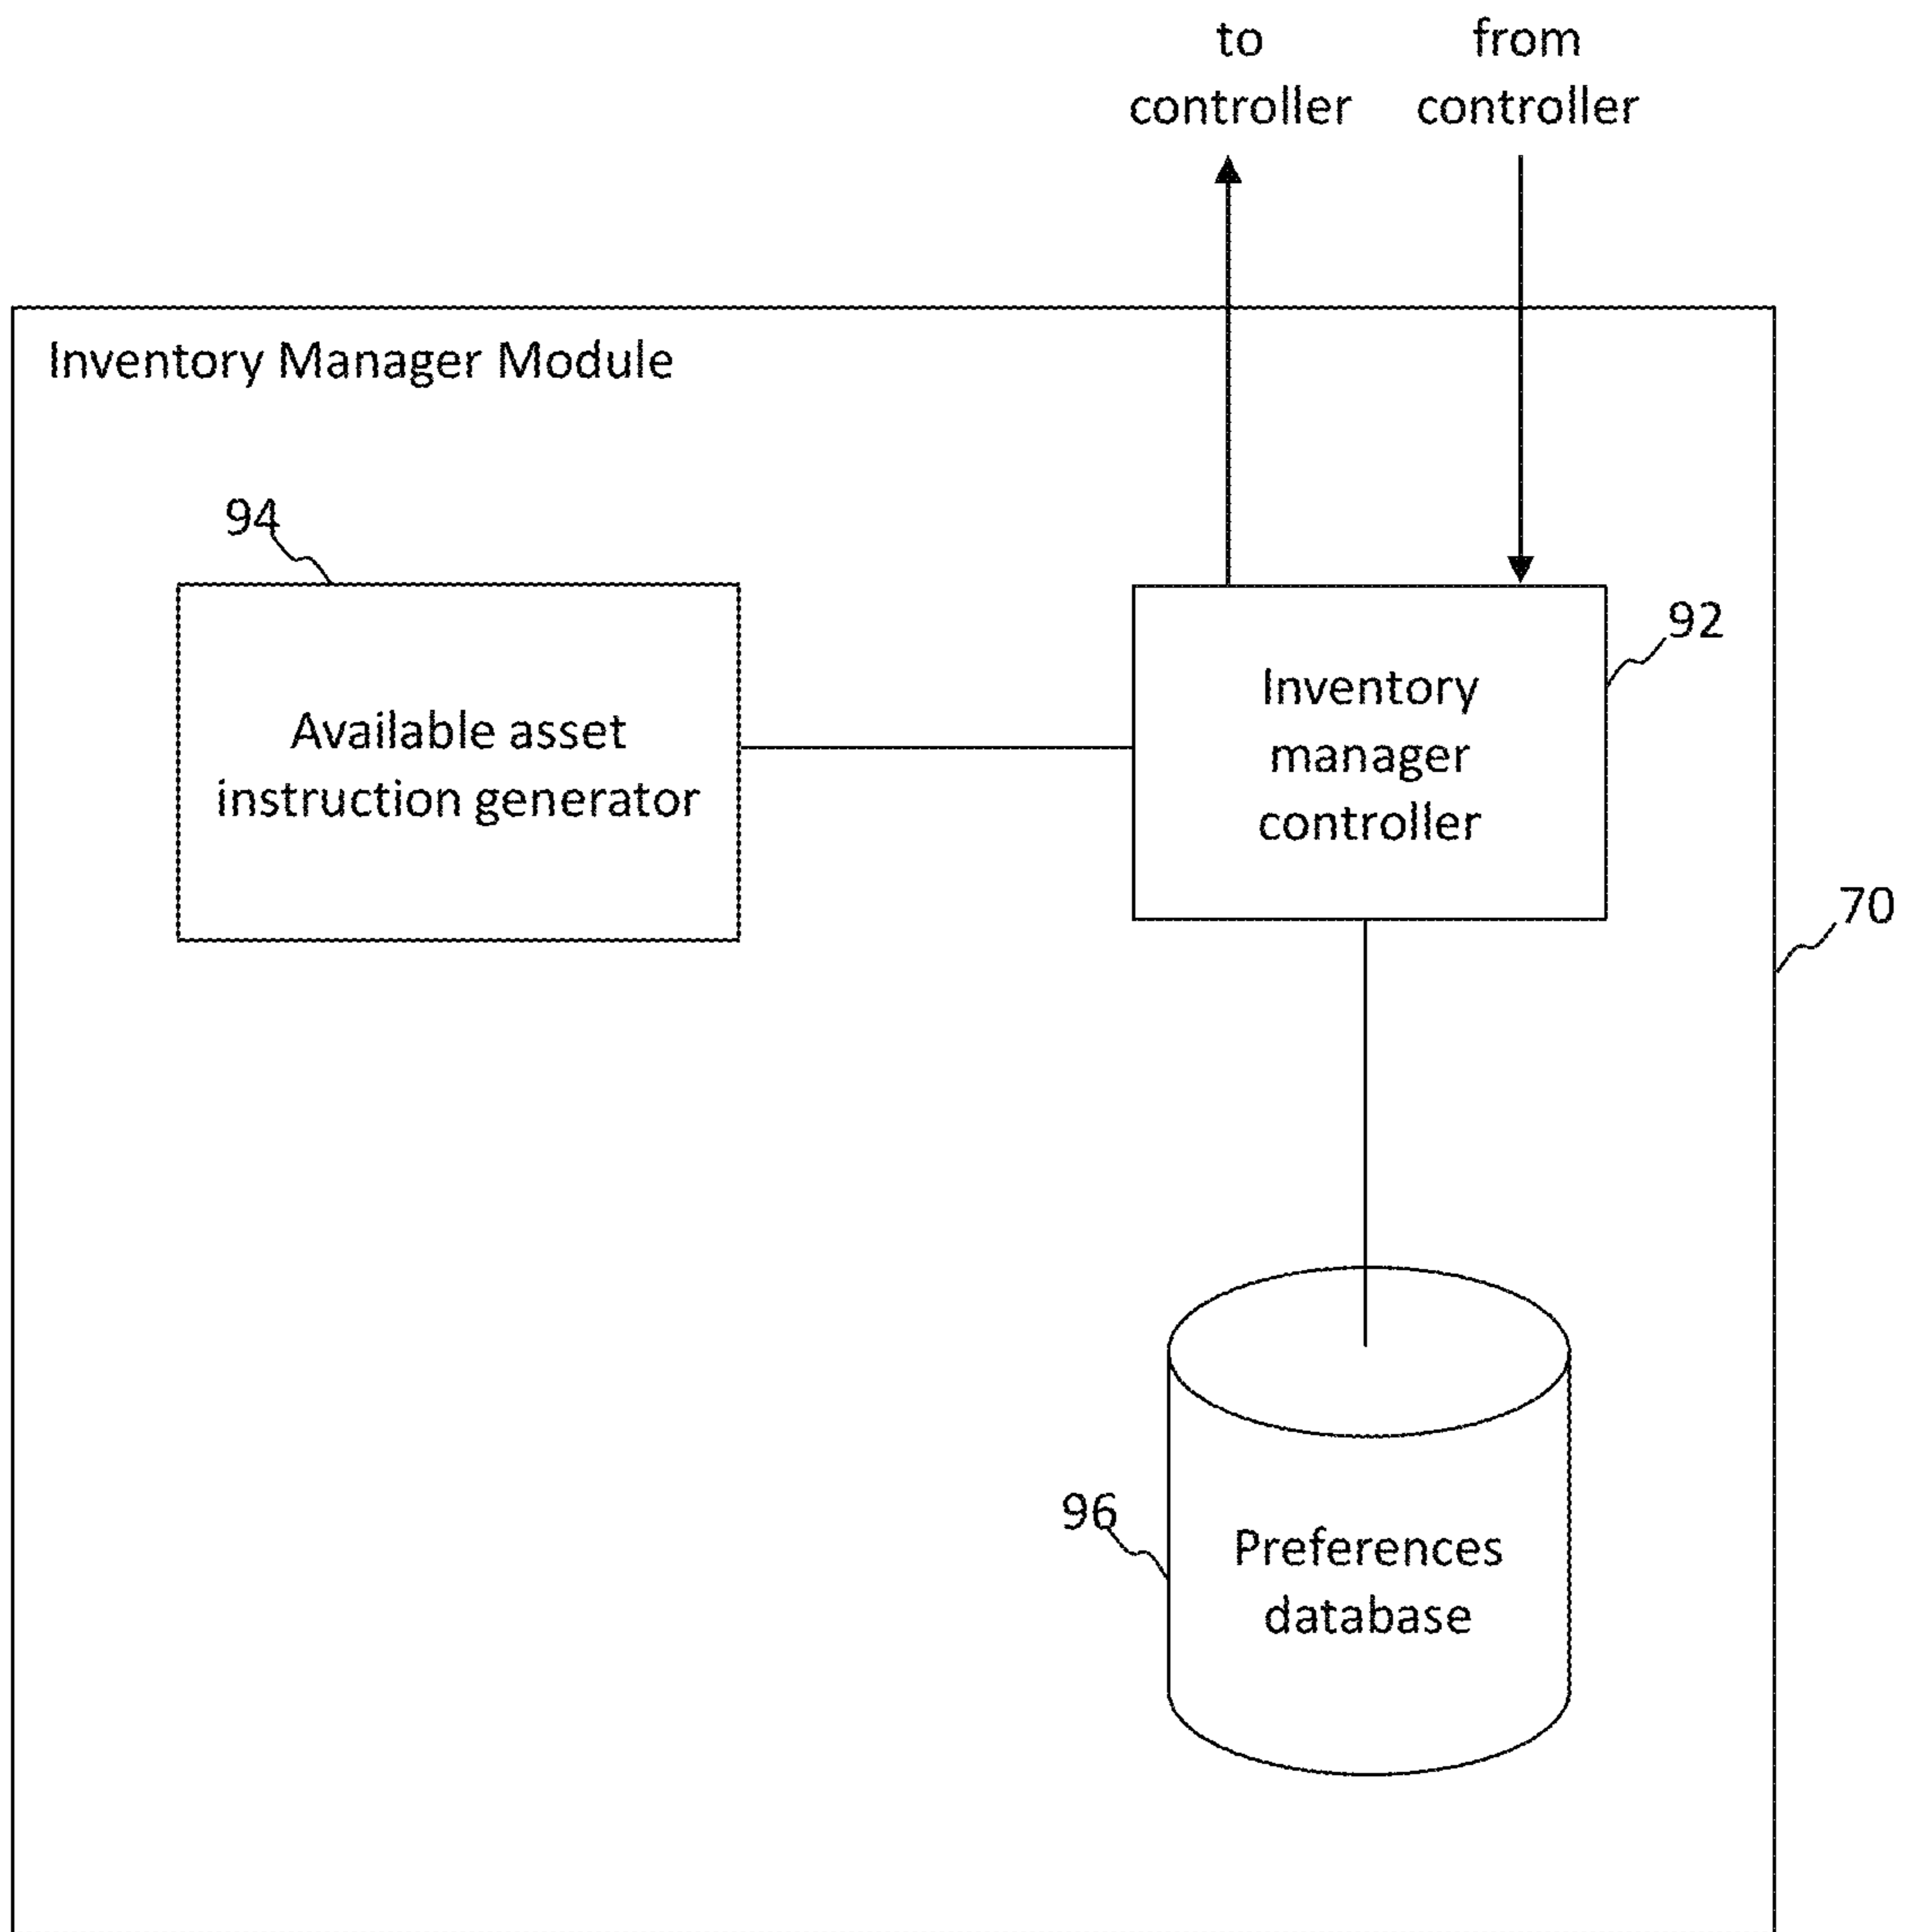 to
controller
from
controller
Inventory Manager Module
94
Available asset
instruction generator
92
Inventory
manager
controller
70
96
Preferences
database